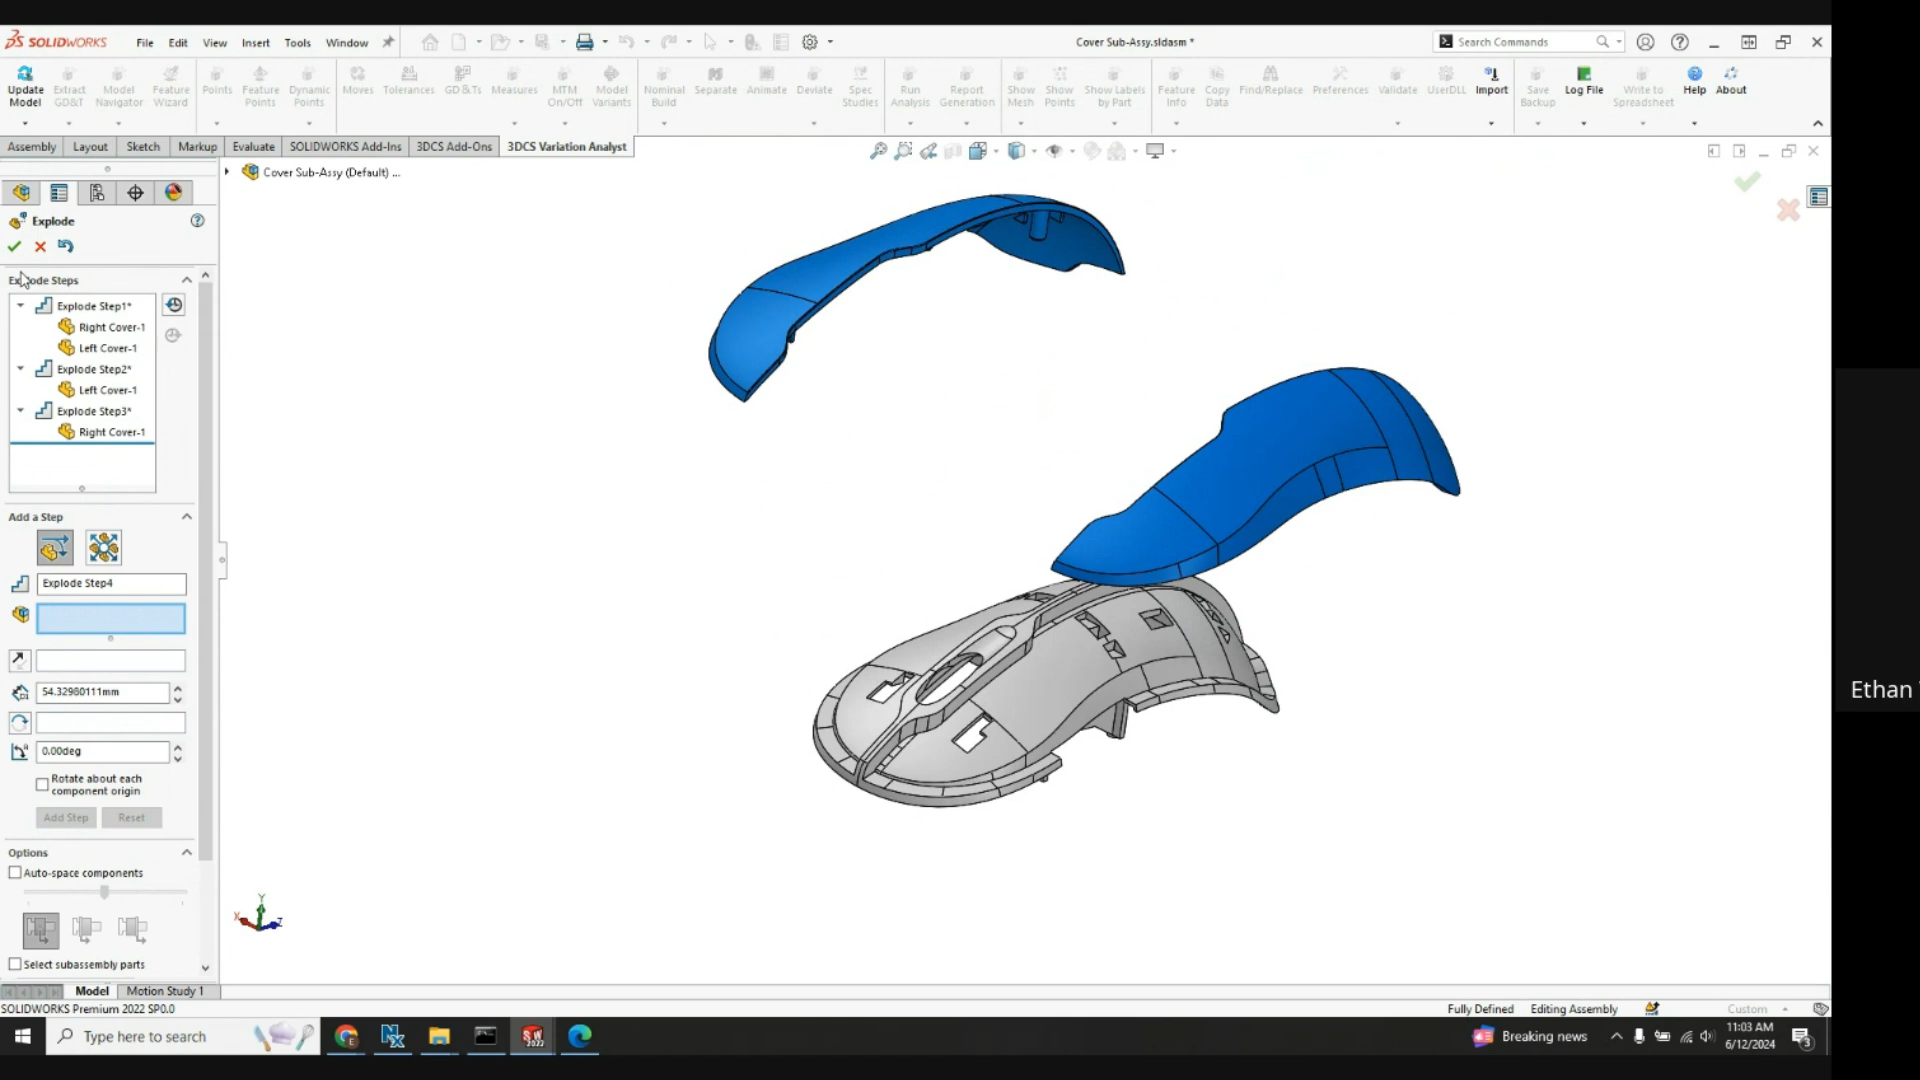 SOLIDWORKS File Edit View Insert Tools Window Cover Sub-Assy.sldasm * Search Commands
Update Model Extract GD&T Model Navigator Feature Wizard Points Feature Points Dynamic Points Moves Tolerances GD&Ts Measures MTM On/Off Model Variants Nominal Build Separate Animate Deviate Spec Studies Run Analysis Report Generation Show Mesh Show Points Show Labels by Part Feature Info Copy Data Find/Replace Preferences Validate UserDLL Import Save Backup Log File Write to Spreadsheet Help About
Assembly Layout Sketch Markup Evaluate SOLIDWORKS Add-Ins 3DCS Add-Ons 3DCS Variation Analyst
Cover Sub-Assy (Default) ...
Explode
Explode Steps
Explode Step1*
Right Cover-1
Left Cover-1
Explode Step2*
Left Cover-1
Explode Step3*
Right Cover-1
Add a Step
Explode Step4
54.32980111mm
0.00deg
Rotate about each
component origin
Add Step Reset
Options
Auto-space components
Select subassembly parts
Y
X
Z
Model Motion Study 1
SOLIDWORKS Premium 2022 SP0.0 Fully Defined Editing Assembly Custom
Type here to search Breaking news 11:03 AM
6/12/2024
3
Ethan